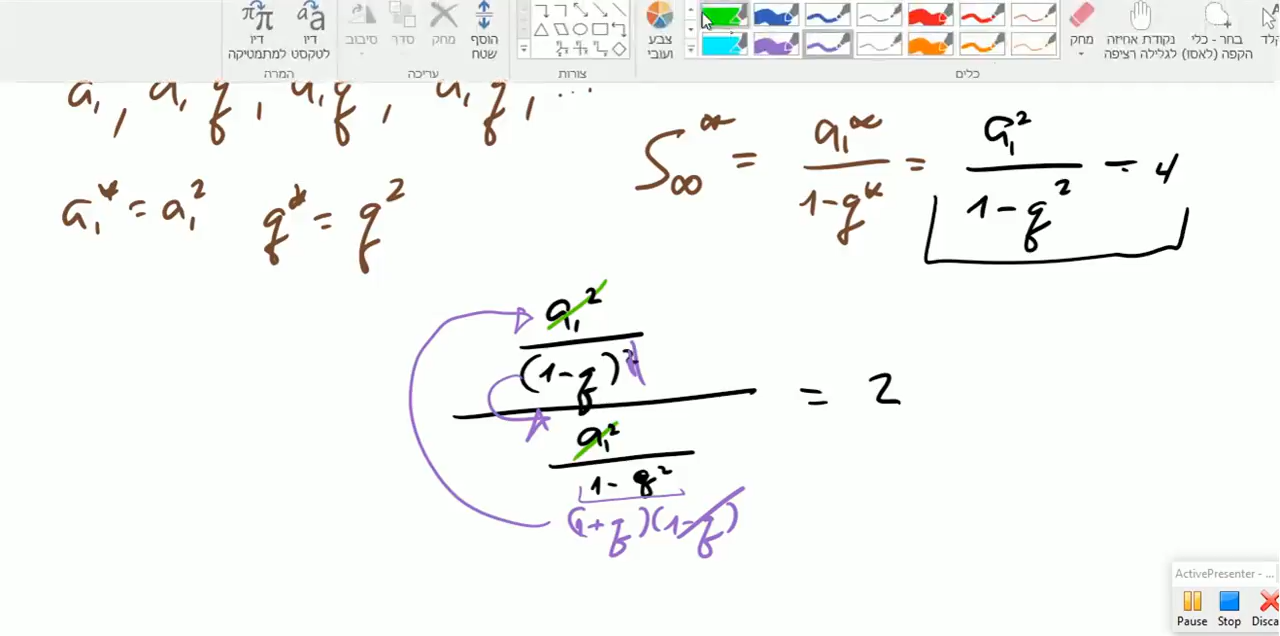 דיו למתמטיקה
דיו לטקסט
סיבוב
סדר
מחק
הוסף שטח
צבע ועובי
מחק
נקודת אחיזה לגלילה רציפה
בחר - כלי הקפה (לאסו)
המרה
עריכה
צורות
כלים
a₁, a₁q, a₁q, a₁q, ...
a₁* = a₁² q* = q²
S∞* = a₁*/(1-q*) = a₁²/(1-q²) = 4
a₁²
(1-q)²
= 2
a₁²
1-q²
(1+q)(1-q)
ActivePresenter - ...
Pause Stop Disca